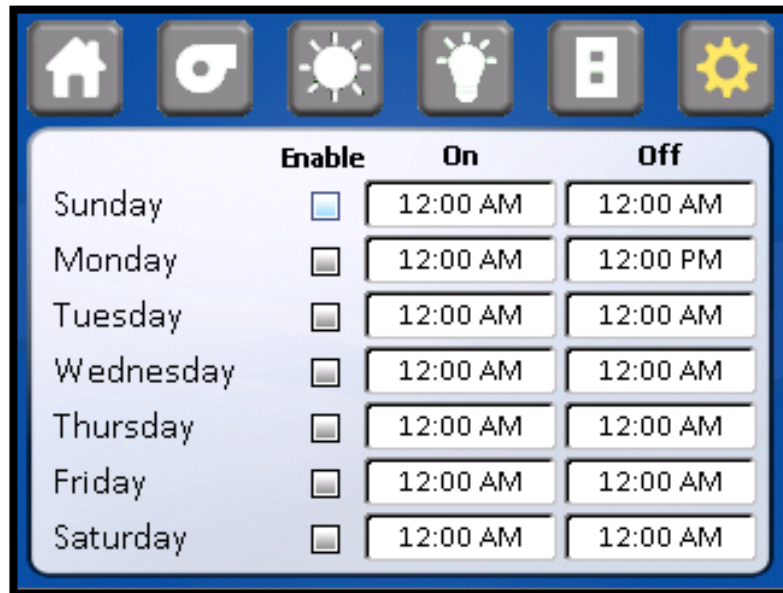 Enable On Off
Sunday 12:00 AM 12:00 AM
Monday 12:00 AM 12:00 PM
Tuesday 12:00 AM 12:00 AM
Wednesday 12:00 AM 12:00 AM
Thursday 12:00 AM 12:00 AM
Friday 12:00 AM 12:00 AM
Saturday 12:00 AM 12:00 AM